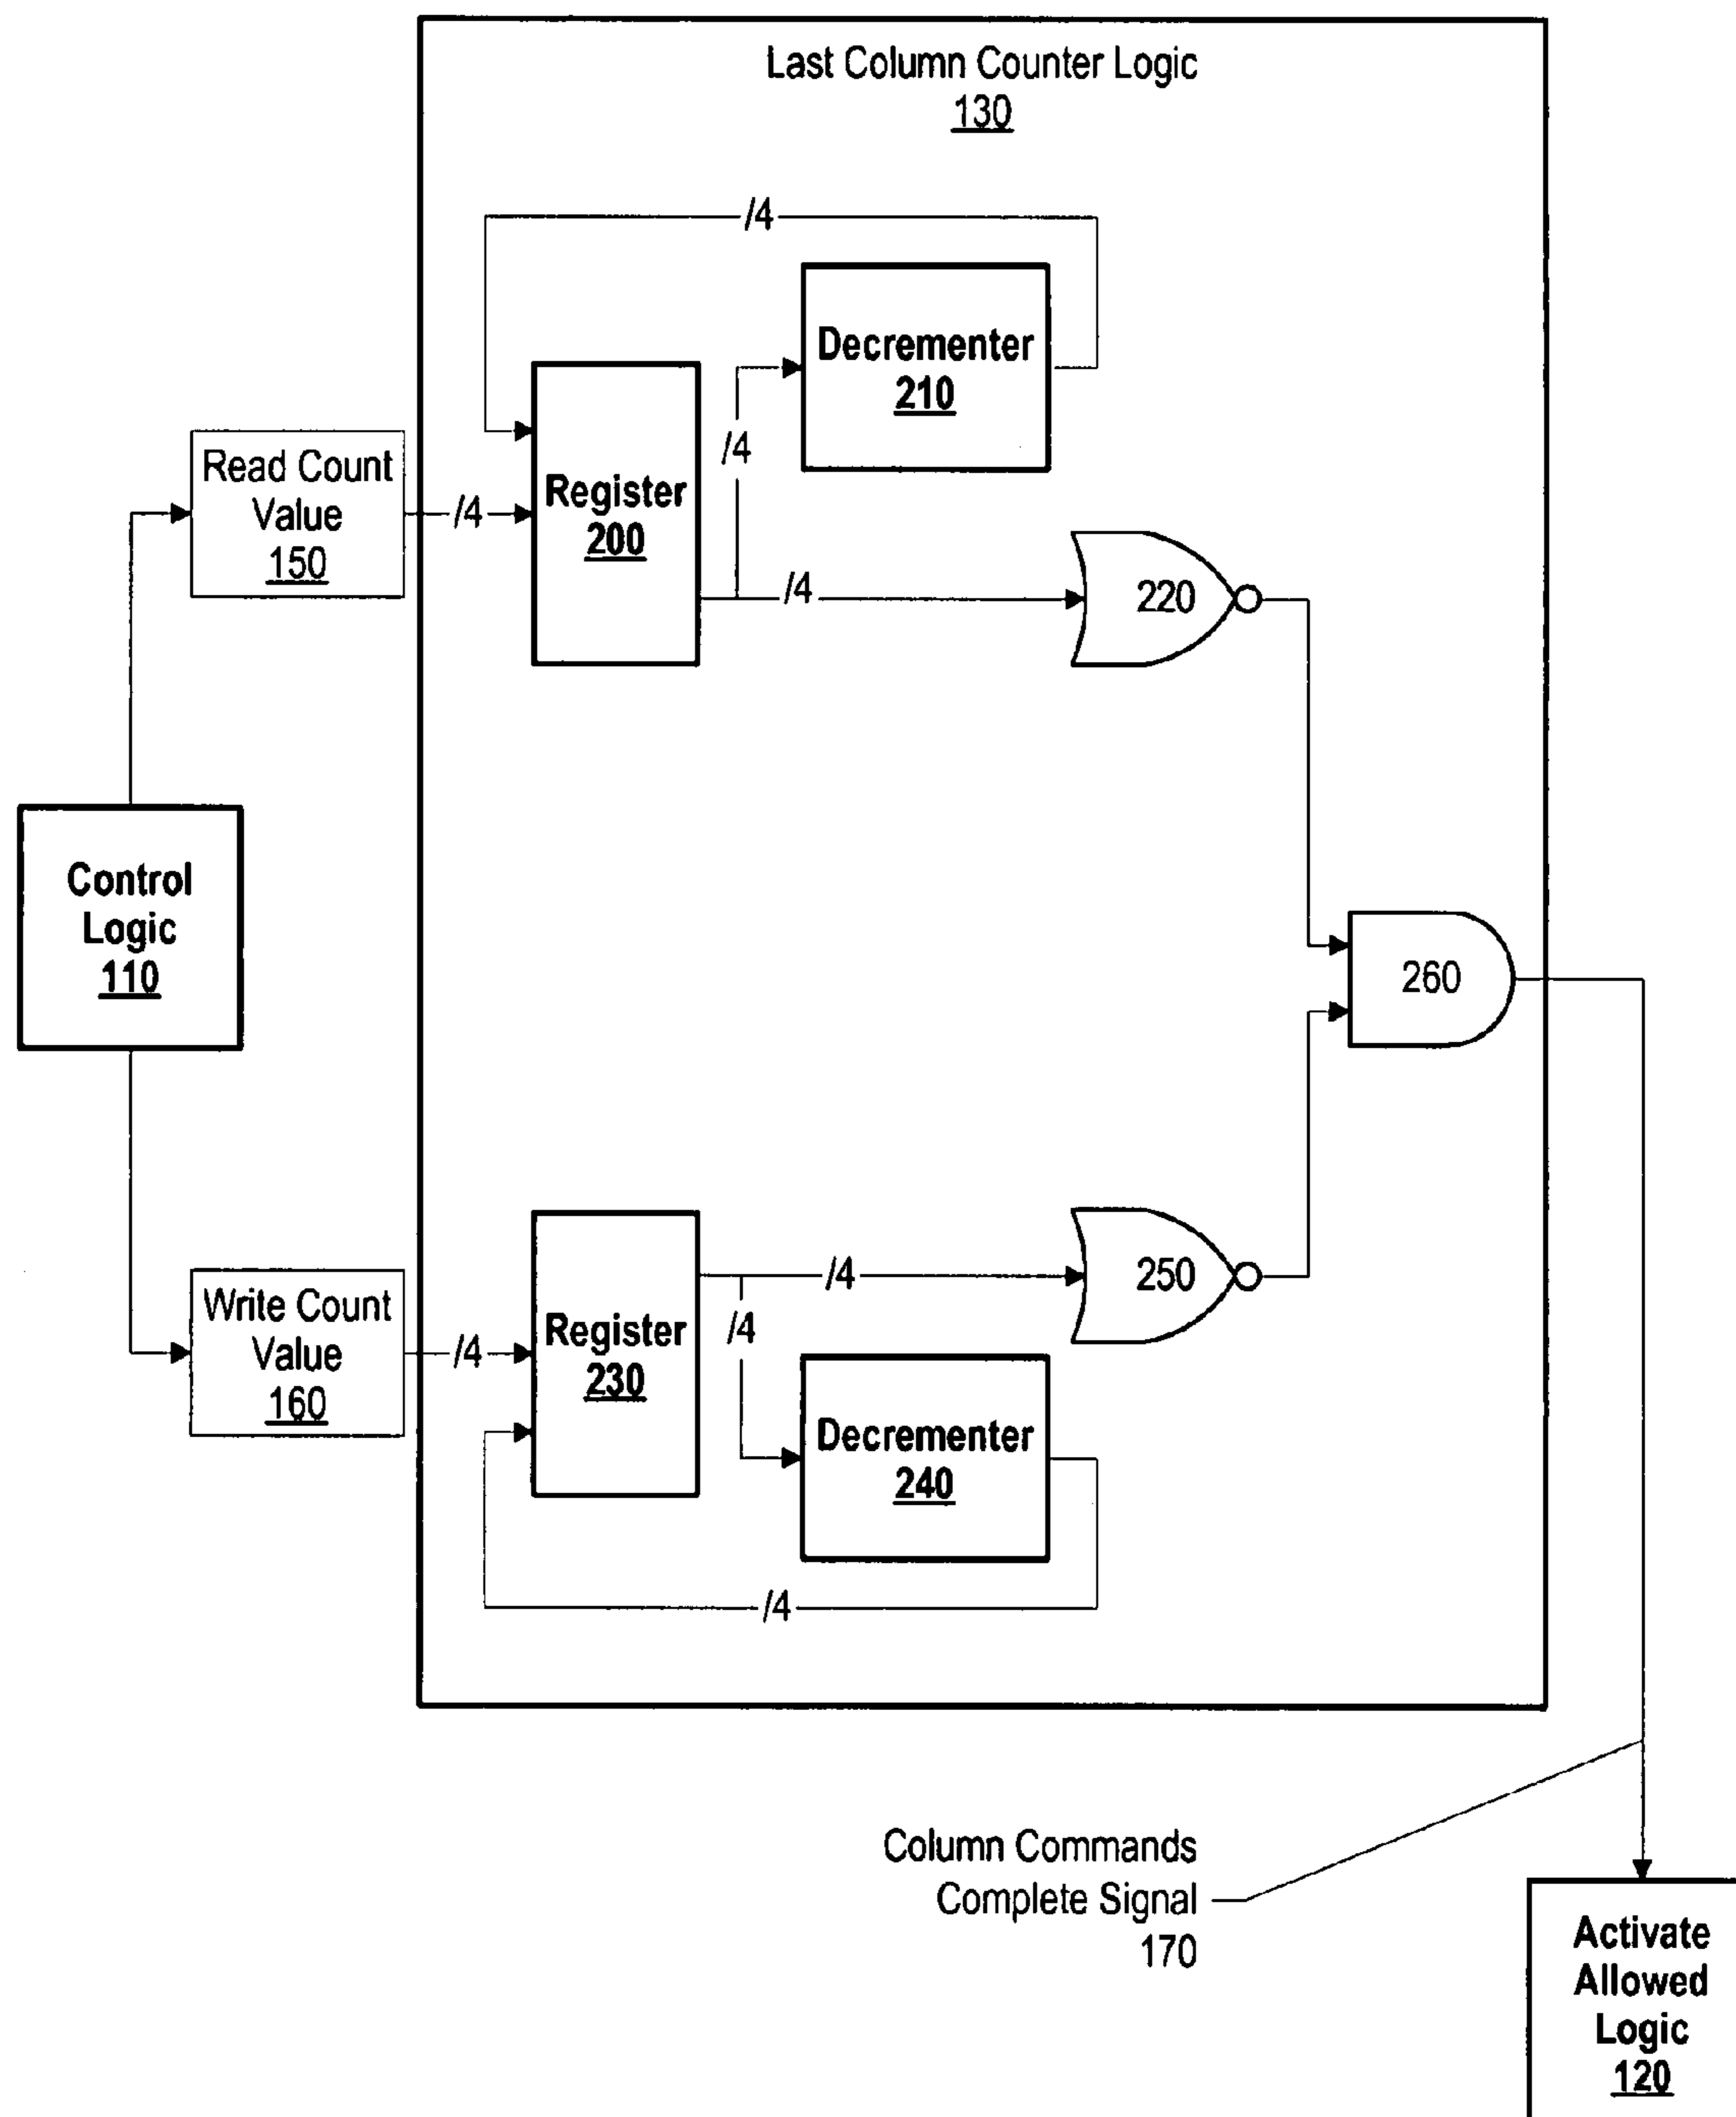 Last Column Counter Logic
130
/4
Decrementer
210
/4
Read Count
Value
150
/4
Register
200
/4
220
Control
Logic
110
260
Write Count
Value
160
/4
Register
230
/4
250
/4
Decrementer
240
/4
Column Commands
Complete Signal
170
Activate
Allowed
Logic
120